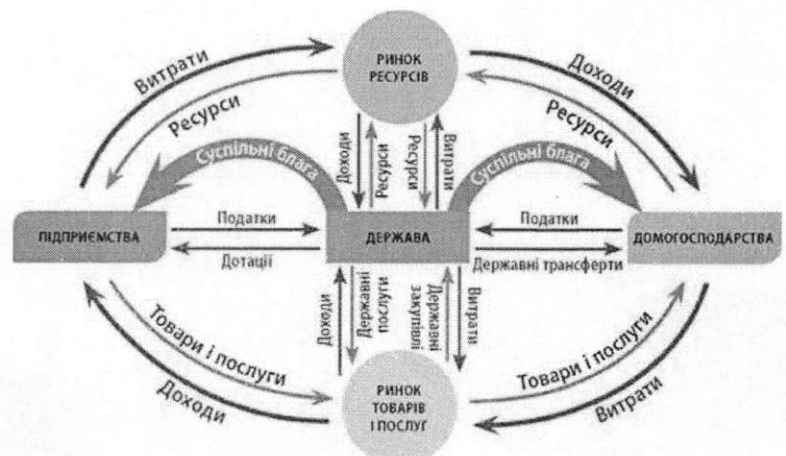 РИНОК
РЕСУРСІВ
Витрати
Ресурси
Доходи
Ресурси
Суспільні блага
Доходи
Ресурси
Ресурси
Витрати
Суспільні блага
ПІДПРИЄМСТВА
Податки
Дотації
ДЕРЖАВА
Податки
Державні трансферти
ДОМОГОСПОДАРСТВА
Доходи
Державні
послуги
Державні
закупівлі
Витрати
Товари і послуги
Доходи
Товари і послуги
Витрати
РИНОК
ТОВАРІВ
І ПОСЛУГ